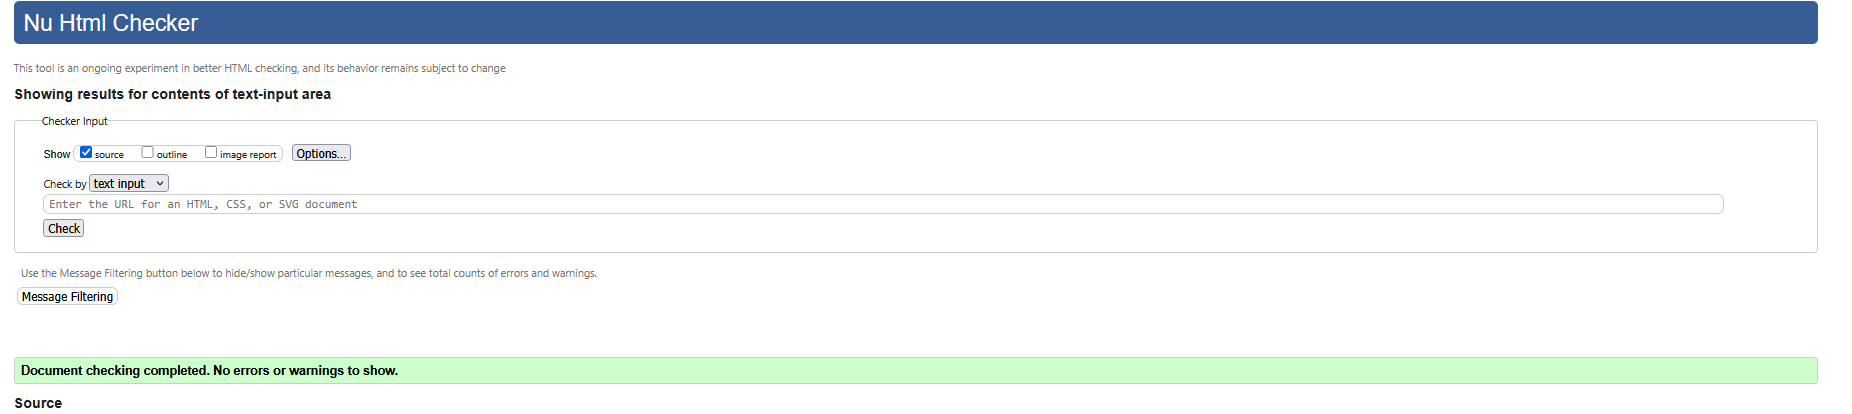 Nu Html Checker
This tool is an ongoing experiment in better HTML checking, and its behavior remains subject to change
Showing results for contents of text-input area
Checker Input
Show source outline image report Options...
Check by text input
Enter the URL for an HTML, CSS, or SVG document
Check
Use the Message Filtering button below to hide/show particular messages, and to see total counts of errors and warnings.
Message Filtering
Document checking completed. No errors or warnings to show.
Source